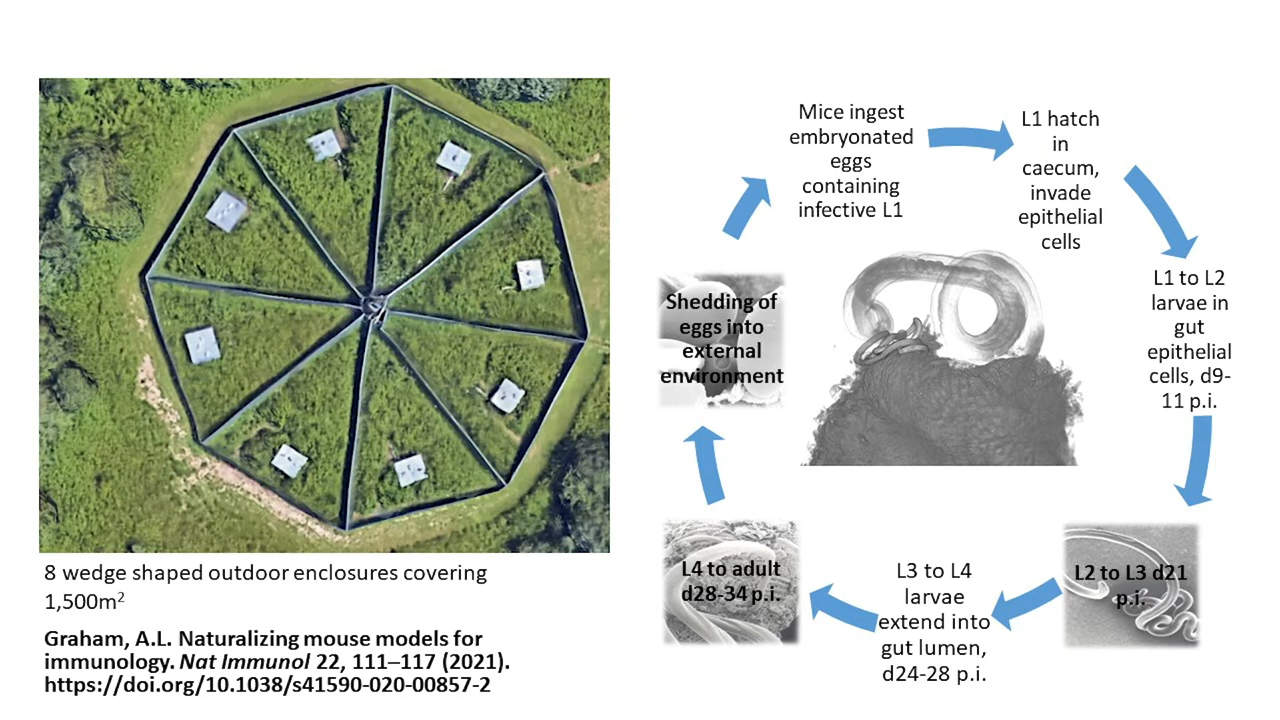 8 wedge shaped outdoor enclosures covering
1,500m²
Graham, A.L. Naturalizing mouse models for
immunology. Nat Immunol 22, 111–117 (2021).
https://doi.org/10.1038/s41590-020-00857-2
Mice ingest
embryonated
eggs
containing
infective L1
L1 hatch
in
caecum,
invade
epithelial
cells
L1 to L2
larvae in
gut
epithelial
cells, d9-
11 p.i.
L2 to L3 d21
p.i.
L3 to L4
larvae
extend into
gut lumen,
d24-28 p.i.
L4 to adult
d28-34 p.i.
Shedding of
eggs into
external
environment